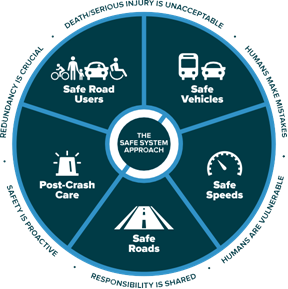 DEATH/SERIOUS INJURY IS UNACCEPTABLE
HUMANS MAKE MISTAKES
HUMANS ARE VULNERABLE
RESPONSIBILITY IS SHARED
SAFETY IS PROACTIVE
REDUNDANCY IS CRUCIAL
Safe Road
Users
Safe
Vehicles
THE
SAFE SYSTEM
APPROACH
Post-Crash
Care
Safe
Speeds
Safe
Roads